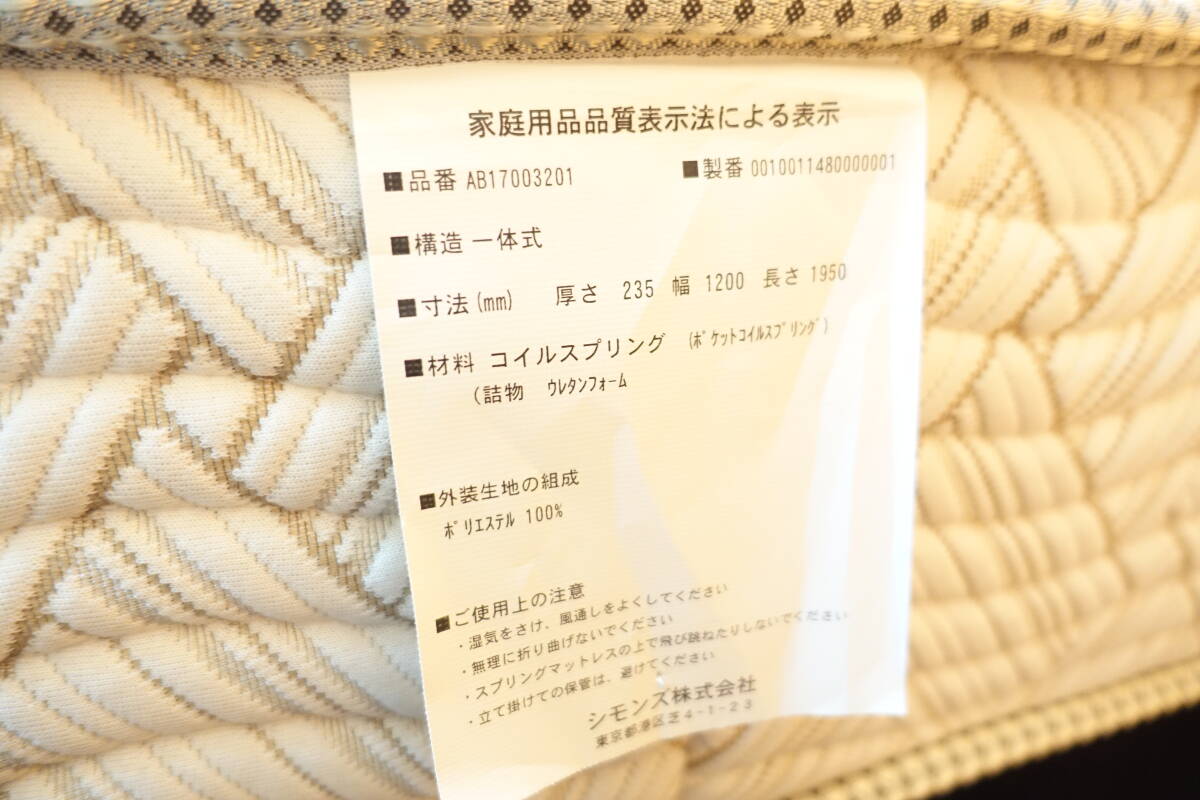 家庭用品品質表示法による表示
■品番 AB17003201 ■製番 0010011480000001
■構造 一体式
■寸法(mm) 厚さ 235 幅 1200 長さ 1950
■材料 コイルスプリング (ポケットコイルスプリング)
(詰物 ウレタンフォーム
■外装生地の組成
ポリエステル 100%
■ご使用上の注意
・湿気をさけ、風通しをよくしてください
・無理に折り曲げないでください
・スプリングマットレスの上で飛び跳ねたりしないでください
・立て掛けての保管は、避けてください
シモンズ株式会社
東京都港区芝4-1-23